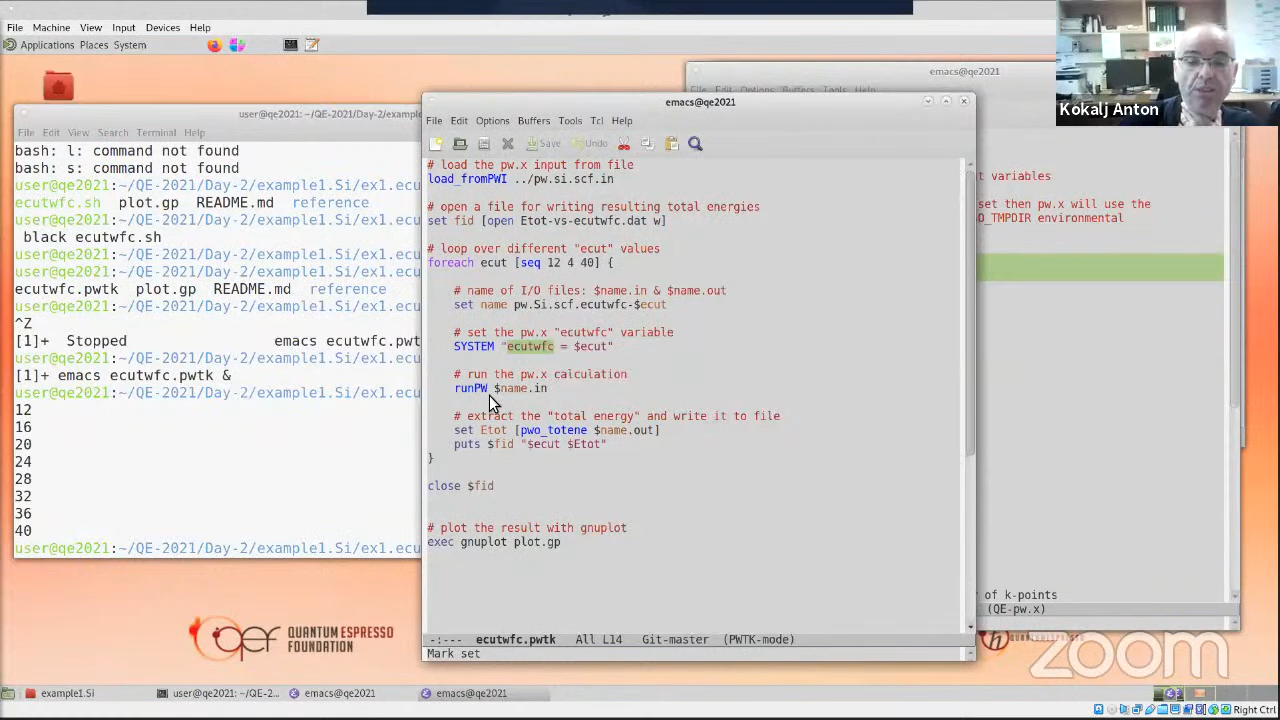 File Machine View Input Devices Help
Applications Places System
emacs@qe2021
user@qe2021: ~/QE-2021/Day-2/example
File Edit View Search Terminal Help
bash: l: command not found
bash: s: command not found
user@qe2021:~/QE-2021/Day-2/example1.Si/ex1.ecu
ecutwfc.sh plot.gp README.md reference
user@qe2021:~/QE-2021/Day-2/example1.Si/ex1.ecu
black ecutwfc.sh
user@qe2021:~/QE-2021/Day-2/example1.Si/ex1.ecu
user@qe2021:~/QE-2021/Day-2/example1.Si/ex1.ecu
ecutwfc.pwtk plot.gp README.md reference
user@qe2021:~/QE-2021/Day-2/example1.Si/ex1.ecu
^Z
[1]+ Stopped emacs ecutwfc.pwt
user@qe2021:~/QE-2021/Day-2/example1.Si/ex1.ecu
[1]+ emacs ecutwfc.pwtk &
user@qe2021:~/QE-2021/Day-2/example1.Si/ex1.ecu
12
16
20
24
28
32
36
40
user@qe2021:~/QE-2021/Day-2/example1.Si/ex1.ecu
emacs@qe2021
File Edit Options Buffers Tools Tcl Help
Save Undo
# load the pw.x input from file
load_fromPWI ../pw.si.scf.in
# open a file for writing resulting total energies
set fid [open Etot-vs-ecutwfc.dat w]
# loop over different "ecut" values
foreach ecut [seq 12 4 40] {
# name of I/O files: $name.in & $name.out
set name pw.Si.scf.ecutwfc-$ecut
# set the pw.x "ecutwfc" variable
SYSTEM "ecutwfc = $ecut"
# run the pw.x calculation
runPW $name.in
# extract the "total energy" and write it to file
set Etot [pwo_totene $name.out]
puts $fid "$ecut $Etot"
}
close $fid
# plot the result with gnuplot
exec gnuplot plot.gp
-:--- ecutwfc.pwtk All L14 Git-master (PWTK-mode)
Mark set
Kokalj Anton
t variables
set then pw.x will use the
O_TMPDIR environmental
of k-points
(QE-pw.x)
QUANTUM ESPRESSO
FOUNDATION
zoom
example1.Si
user@qe2021: ~/QE-2...
emacs@qe2021
emacs@qe2021
Right Ctrl